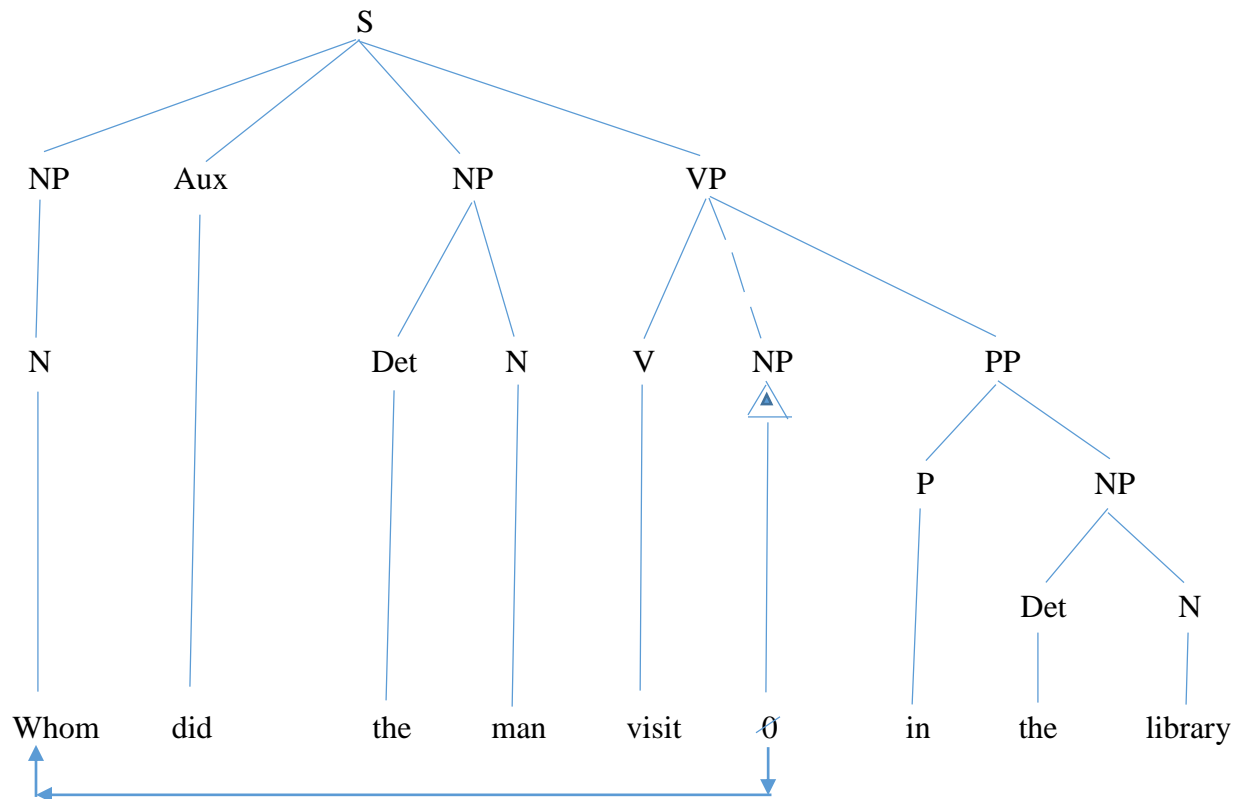 S
NP Aux NP VP
N Det N V NP PP
P NP
Det N
Whom did the man visit 0 in the library